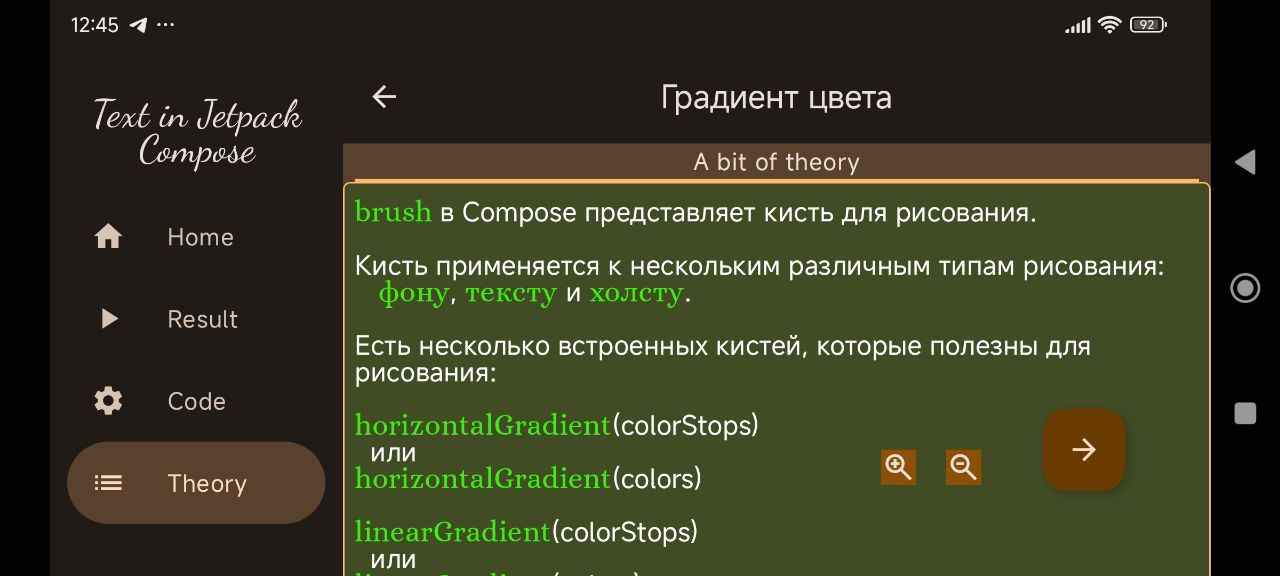 12:45
92
Text in Jetpack
Compose
Home
Result
Code
Theory
Градиент цвета
A bit of theory
brush в Compose представляет кисть для рисования.
Кисть применяется к нескольким различным типам рисования:
фону, тексту и холсту.
Есть несколько встроенных кистей, которые полезны для
рисования:
horizontalGradient(colorStops)
или
horizontalGradient(colors)
linearGradient(colorStops)
или